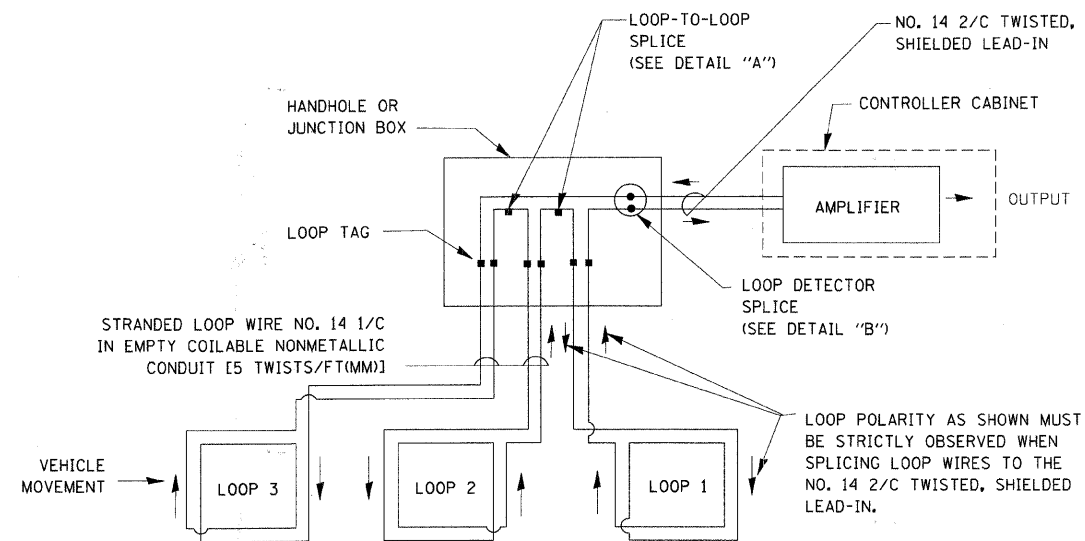 LOOP-TO-LOOP
SPLICE
(SEE DETAIL "A")
NO. 14 2/C TWISTED,
SHIELDED LEAD-IN
HANDHOLE OR
JUNCTION BOX
CONTROLLER CABINET
AMPLIFIER
OUTPUT
LOOP TAG
LOOP DETECTOR
SPLICE
(SEE DETAIL "B")
STRANDED LOOP WIRE NO. 14 1/C
IN EMPTY COILABLE NONMETALLIC
CONDUIT [5 TWISTS/FT(MM)]
LOOP POLARITY AS SHOWN MUST
BE STRICTLY OBSERVED WHEN
SPLICING LOOP WIRES TO THE
NO. 14 2/C TWISTED, SHIELDED
LEAD-IN.
VEHICLE
MOVEMENT
LOOP 3
LOOP 2
LOOP 1